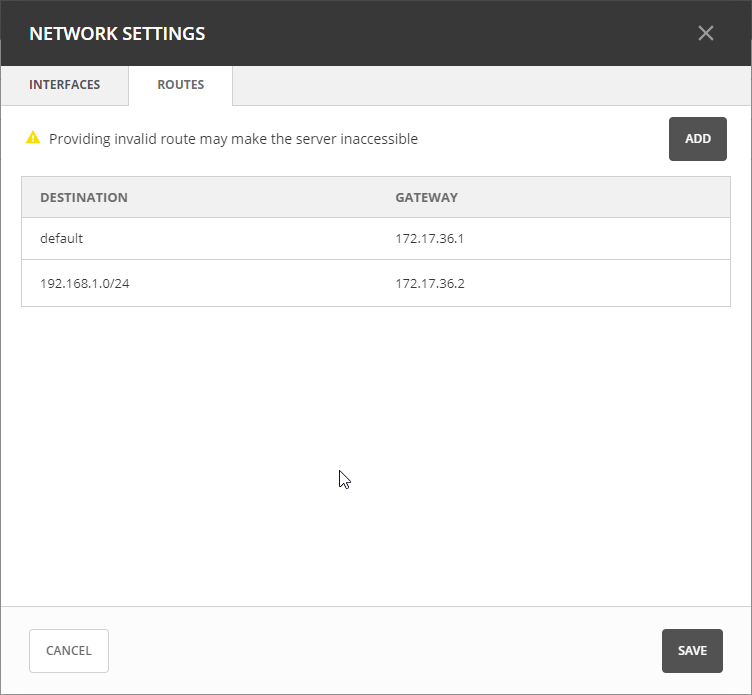 NETWORK SETTINGS
INTERFACES ROUTES
Providing invalid route may make the server inaccessible ADD
DESTINATION GATEWAY
default 172.17.36.1
192.168.1.0/24 172.17.36.2
CANCEL SAVE